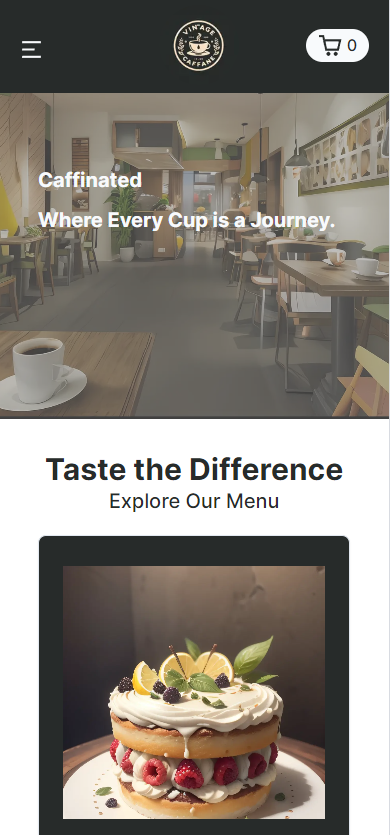 VINTAGE
CAFFANE
0
Caffinated
Where Every Cup is a Journey.
Taste the Difference
Explore Our Menu